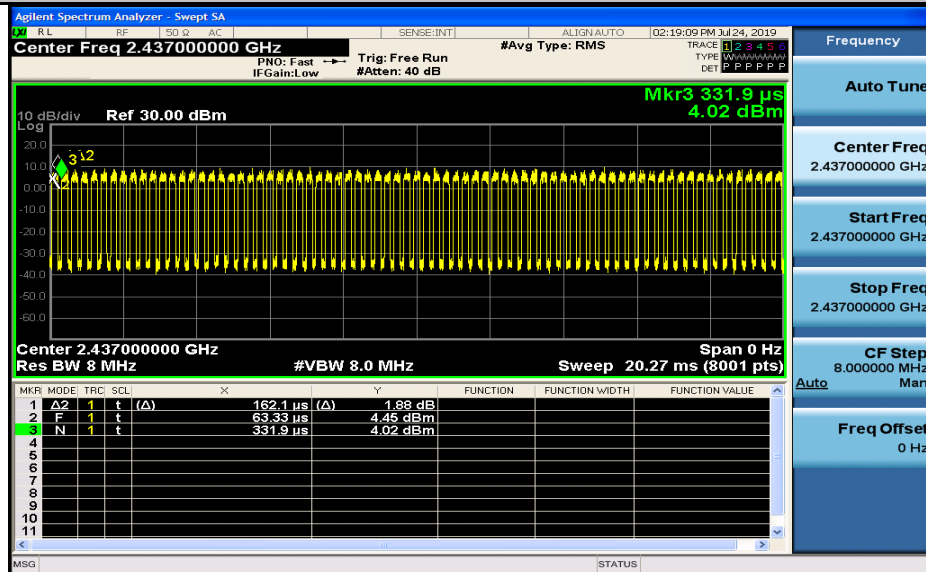 Agilent Spectrum Analyzer - Swept SA
LXI RL RF 50 Ω AC SENSE:INT ALIGN AUTO 02:19:09 PM Jul 24, 2019
Center Freq 2.437000000 GHz #Avg Type: RMS TRACE 1 2 3 4 5 6
PNO: Fast Trig: Free Run TYPE WWWWWW
IFGain:Low #Atten: 40 dB DET P P P P P P
Mkr3 331.9 µs
10 dB/div Ref 30.00 dBm 4.02 dBm
Log
20.0
10.0
0.00
-10.0
-20.0
-30.0
-40.0
-50.0
-60.0
Center 2.437000000 GHz Span 0 Hz
Res BW 8 MHz #VBW 8.0 MHz Sweep 20.27 ms (8001 pts)
MKR MODE TRC SCL X Y FUNCTION FUNCTION WIDTH FUNCTION VALUE
1 Δ2 1 t (Δ) 162.1 µs (Δ) 1.88 dB
2 F 1 t 63.33 µs 4.45 dBm
3 N 1 t 331.9 µs 4.02 dBm
4
5
6
7
8
9
10
11
MSG STATUS
Frequency
Auto Tune
Center Freq
2.437000000 GHz
Start Freq
2.437000000 GHz
Stop Freq
2.437000000 GHz
CF Step
8.000000 MHz
Auto Man
Freq Offset
0 Hz